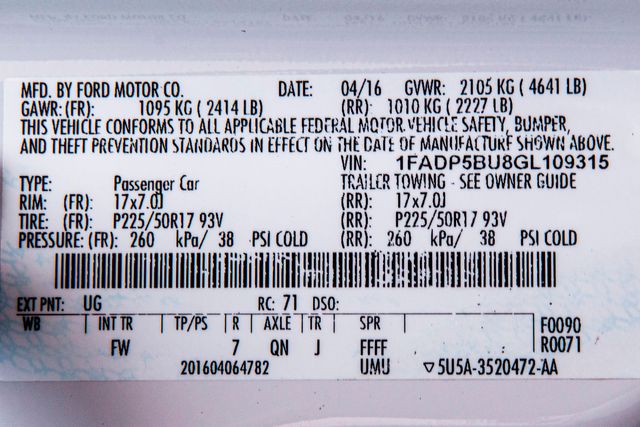 MFD. BY FORD MOTOR CO. DATE: 04/16 GVWR: 2105 KG ( 4641 LB)
GAWR: (FR): 1095 KG ( 2414 LB) (RR): 1010 KG ( 2227 LB)
THIS VEHICLE CONFORMS TO ALL APPLICABLE FEDERAL MOTOR VEHICLE SAFETY, BUMPER,
AND THEFT PREVENTION STANDARDS IN EFFECT ON THE DATE OF MANUFACTURE SHOWN ABOVE.
VIN: 1FADP5BU8GL109315
TYPE: Passenger Car TRAILER TOWING - SEE OWNER GUIDE
RIM: (FR): 17x7.0J (RR): 17x7.0J
TIRE: (FR): P225/50R17 93V (RR): P225/50R17 93V
PRESSURE: (FR): 260 kPa/ 38 PSI COLD (RR): 260 kPa/ 38 PSI COLD
EXT PNT: UG RC: 71 DSO:
WB INT TR TP/PS R AXLE TR SPR F0090
FW 7 QN J FFFF R0071
201604064782 UMU ▽5U5A-3520472-AA